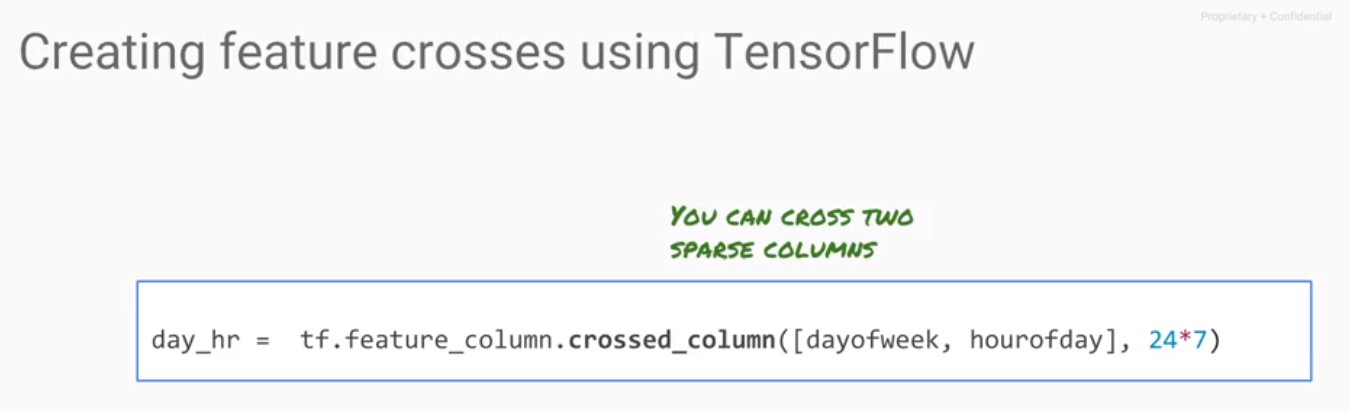 Proprietary + Confidential
Creating feature crosses using TensorFlow
YOU CAN CROSS TWO
SPARSE COLUMNS
day_hr =  tf.feature_column.crossed_column([dayofweek, hourofday], 24*7)